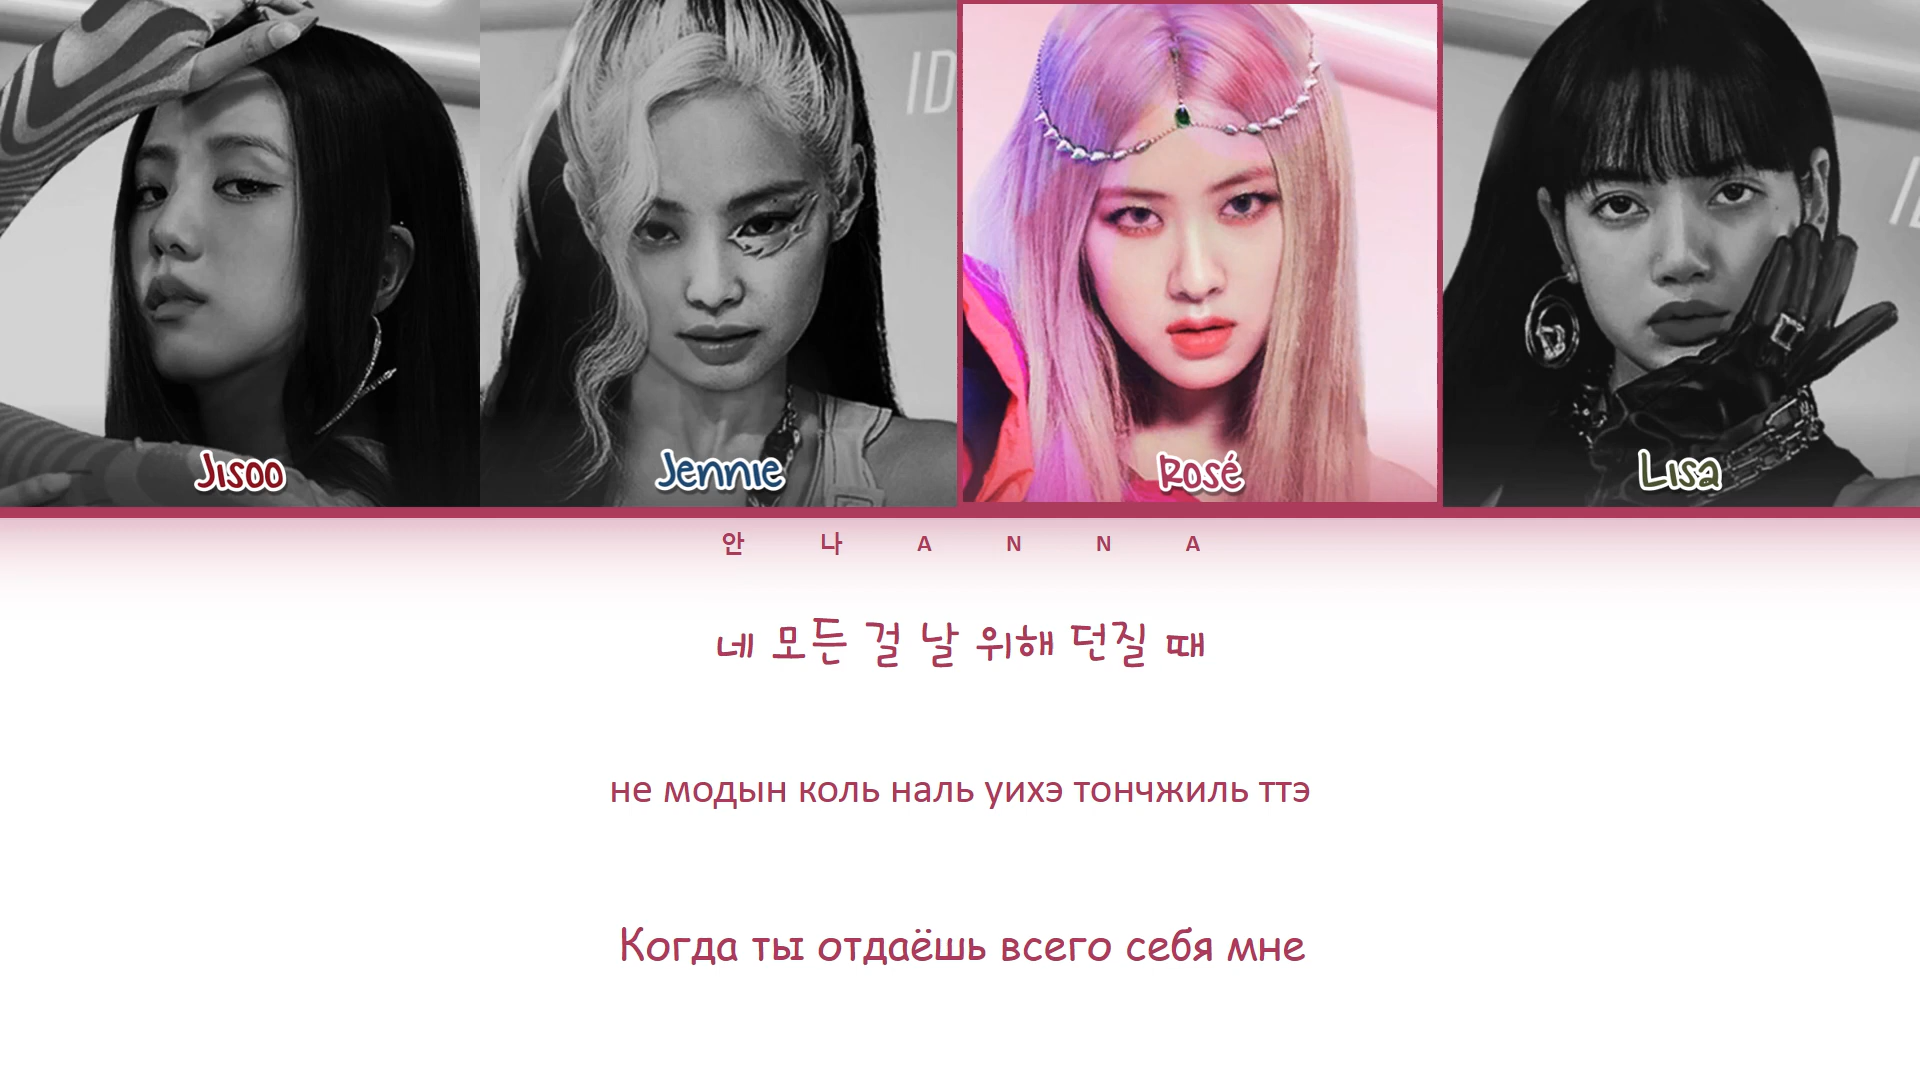 ID
Jisoo Jennie Rosé Lisa
안 나 A N N A
네 모든 걸 날 위해 던질 때
не модын коль наль уихэ тончжиль ттэ
Когда ты отдаёшь всего себя мне